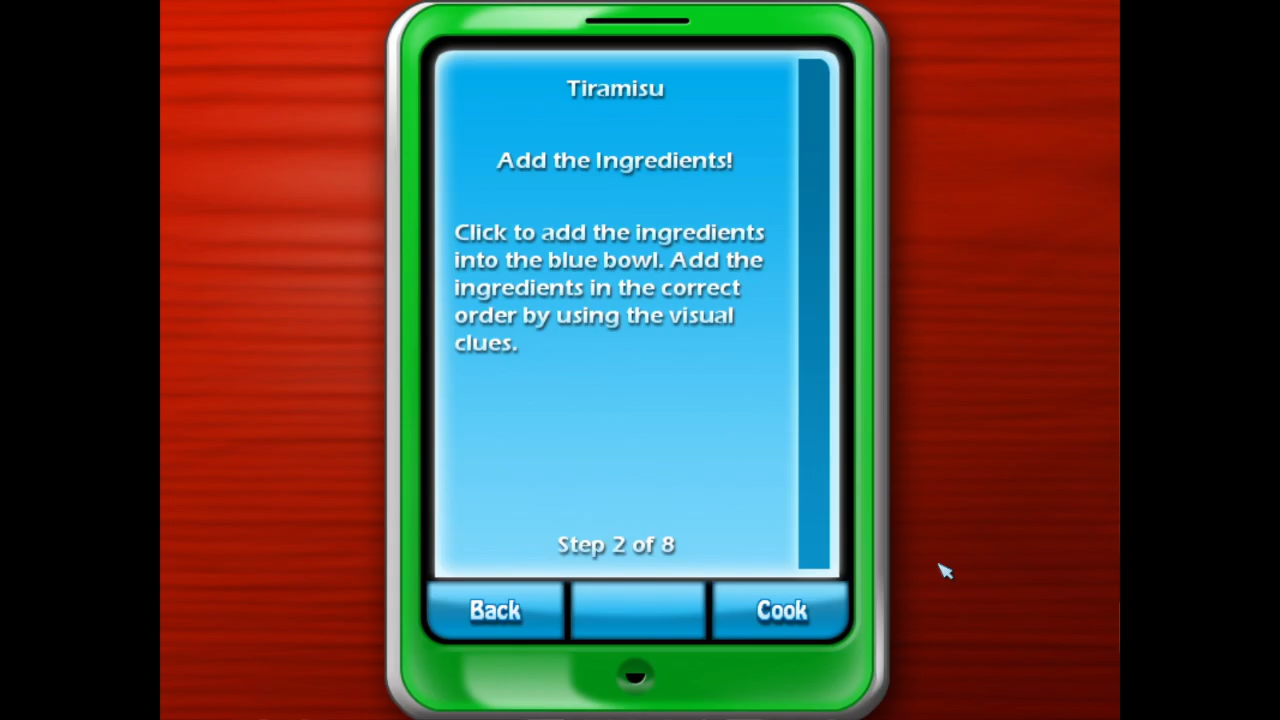 Tiramisu
Add the Ingredients!
Click to add the ingredients
into the blue bowl. Add the
ingredients in the correct
order by using the visual
clues.
Step 2 of 8
Back
Cook